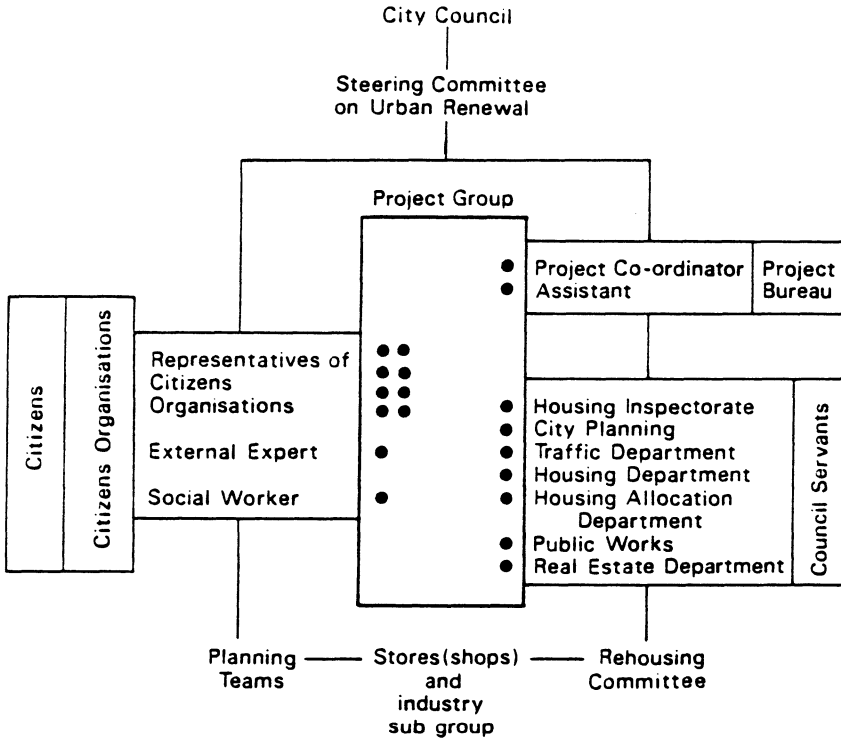 City Council
Steering Committee
on Urban Renewal
Project Group
Project Co-ordinator
Assistant
Project
Bureau
Citizens
Citizens Organisations
Representatives of
Citizens
Organisations
External Expert
Social Worker
Housing Inspectorate
City Planning
Traffic Department
Housing Department
Housing Allocation
Department
Public Works
Real Estate Department
Council Servants
Planning
Teams
Stores(shops)
and
industry
sub group
Rehousing
Committee